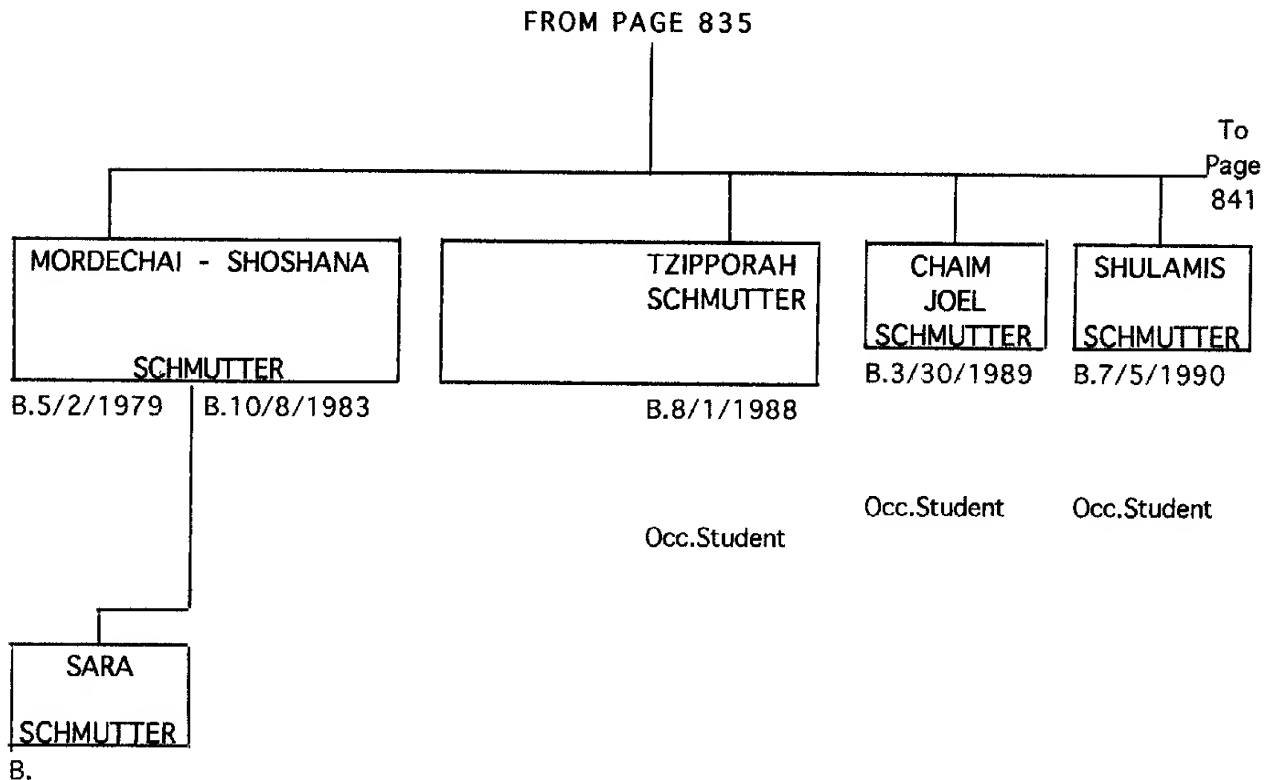 FROM PAGE 835
To
Page
841
MORDECHAI - SHOSHANA
SCHMUTTER
B.5/2/1979 B.10/8/1983
TZIPPORAH
SCHMUTTER
B.8/1/1988
Occ.Student
CHAIM
JOEL
SCHMUTTER
B.3/30/1989
Occ.Student
SHULAMIS
SCHMUTTER
B.7/5/1990
Occ.Student
SARA
SCHMUTTER
B.